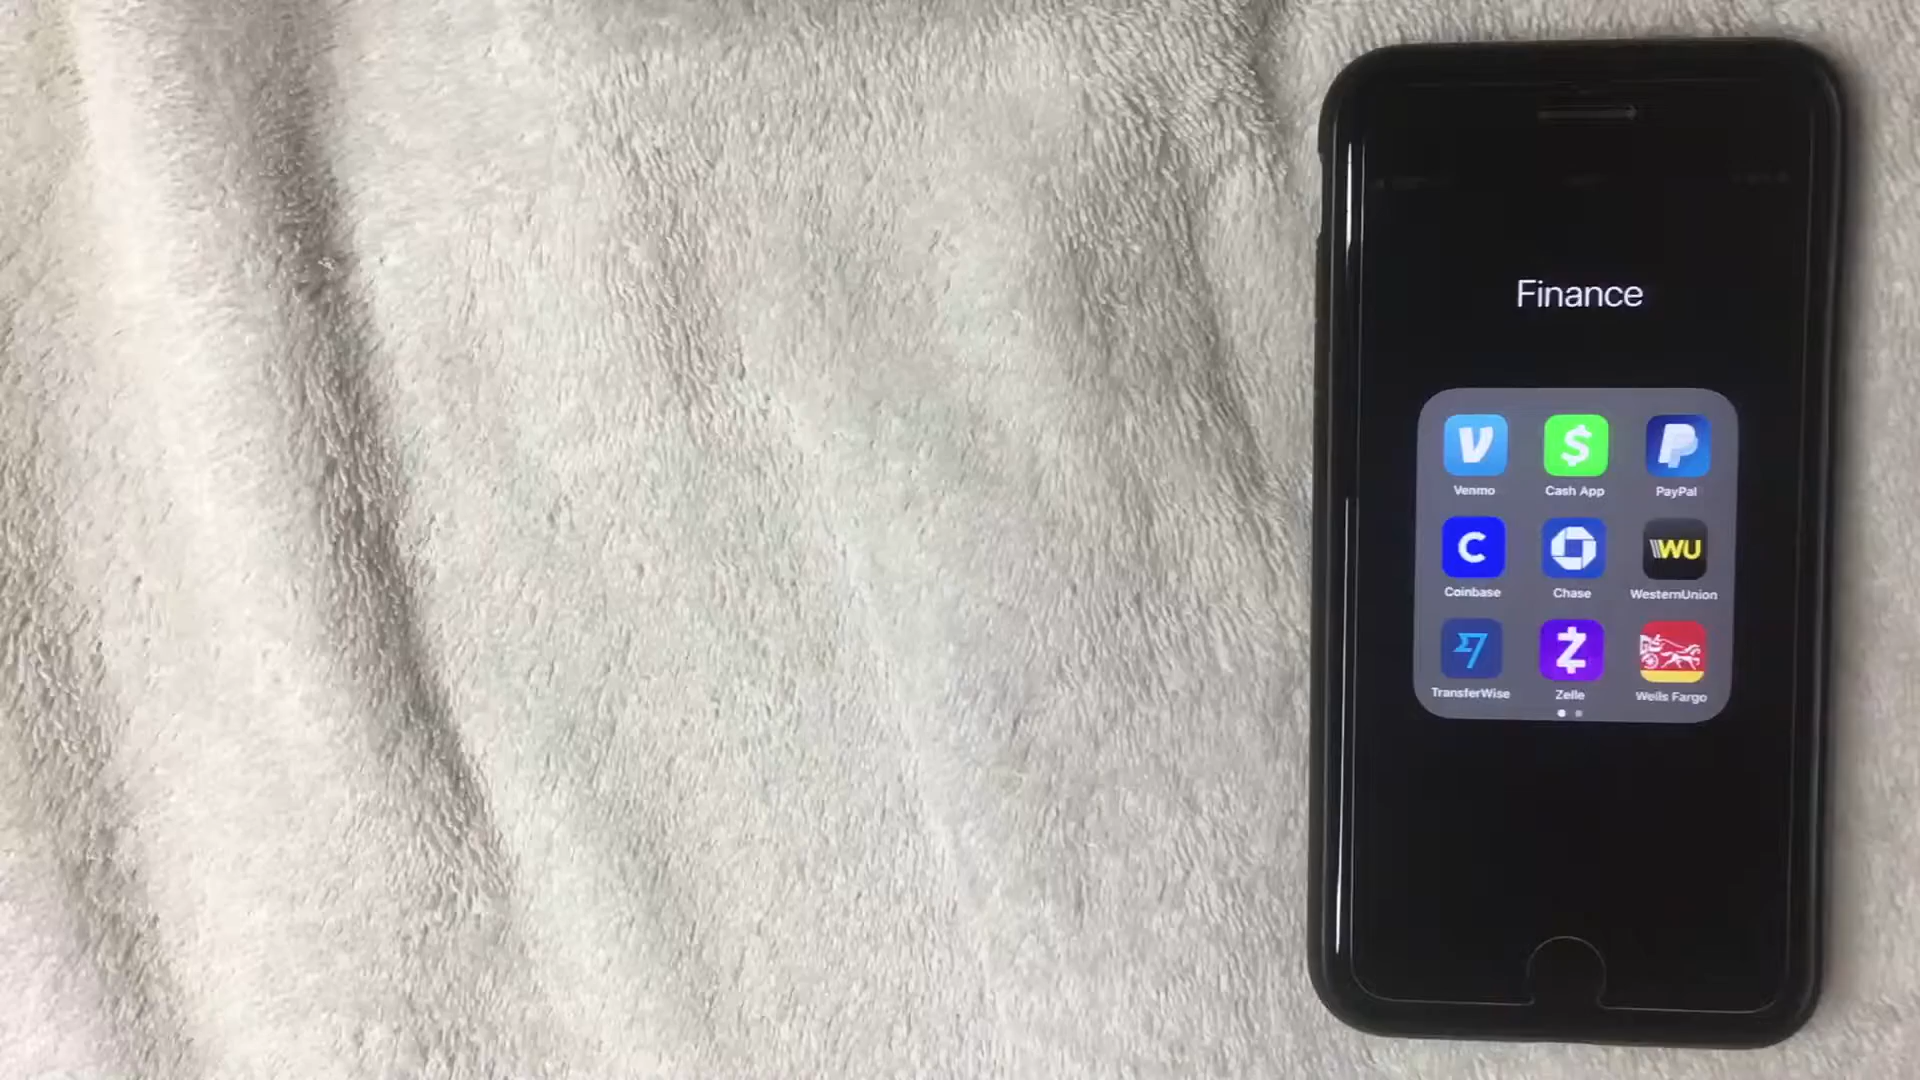 Finance
V $ P
Venmo Cash App PayPal
C WU
Coinbase Chase WesternUnion
TransferWise Zelle Wells Fargo